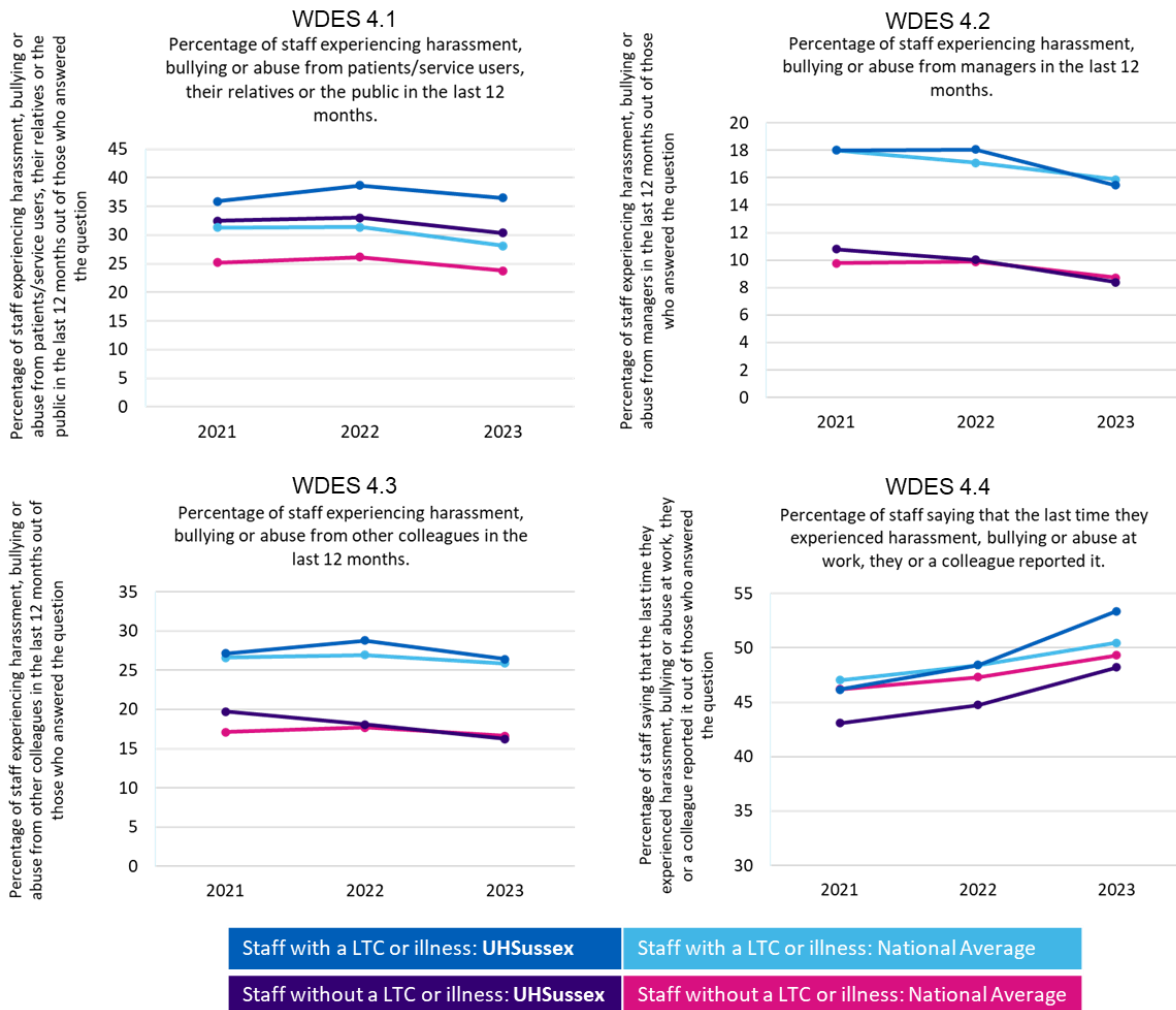 WDES 4.1
Percentage of staff experiencing harassment,
bullying or abuse from patients/service users,
their relatives or the public in the last 12
months.
Percentage of staff experiencing harassment, bullying or
abuse from patients/service users, their relatives or the
public in the last 12 months out of those who answered
the question
45
40
35
30
25
20
15
10
5
0
2021 2022 2023
WDES 4.2
Percentage of staff experiencing harassment,
bullying or abuse from managers in the last 12
months.
Percentage of staff experiencing harassment, bullying or
abuse from managers in the last 12 months out of those
who answered the question
20
18
16
14
12
10
8
6
4
2
0
2021 2022 2023
WDES 4.3
Percentage of staff experiencing harassment,
bullying or abuse from other colleagues in the
last 12 months.
Percentage of staff experiencing harassment, bullying or
abuse from other colleagues in the last 12 months out of
those who answered the question
35
30
25
20
15
10
5
0
2021 2022 2023
WDES 4.4
Percentage of staff saying that the last time they
experienced harassment, bullying or abuse at
work, they or a colleague reported it.
Percentage of staff saying that the last time they
experienced harassment, bullying or abuse at work, they
or a colleague reported it out of those who answered
the question
55
50
45
40
35
30
2021 2022 2023
Staff with a LTC or illness: UHSussex
Staff with a LTC or illness: National Average
Staff without a LTC or illness: UHSussex
Staff without a LTC or illness: National Average